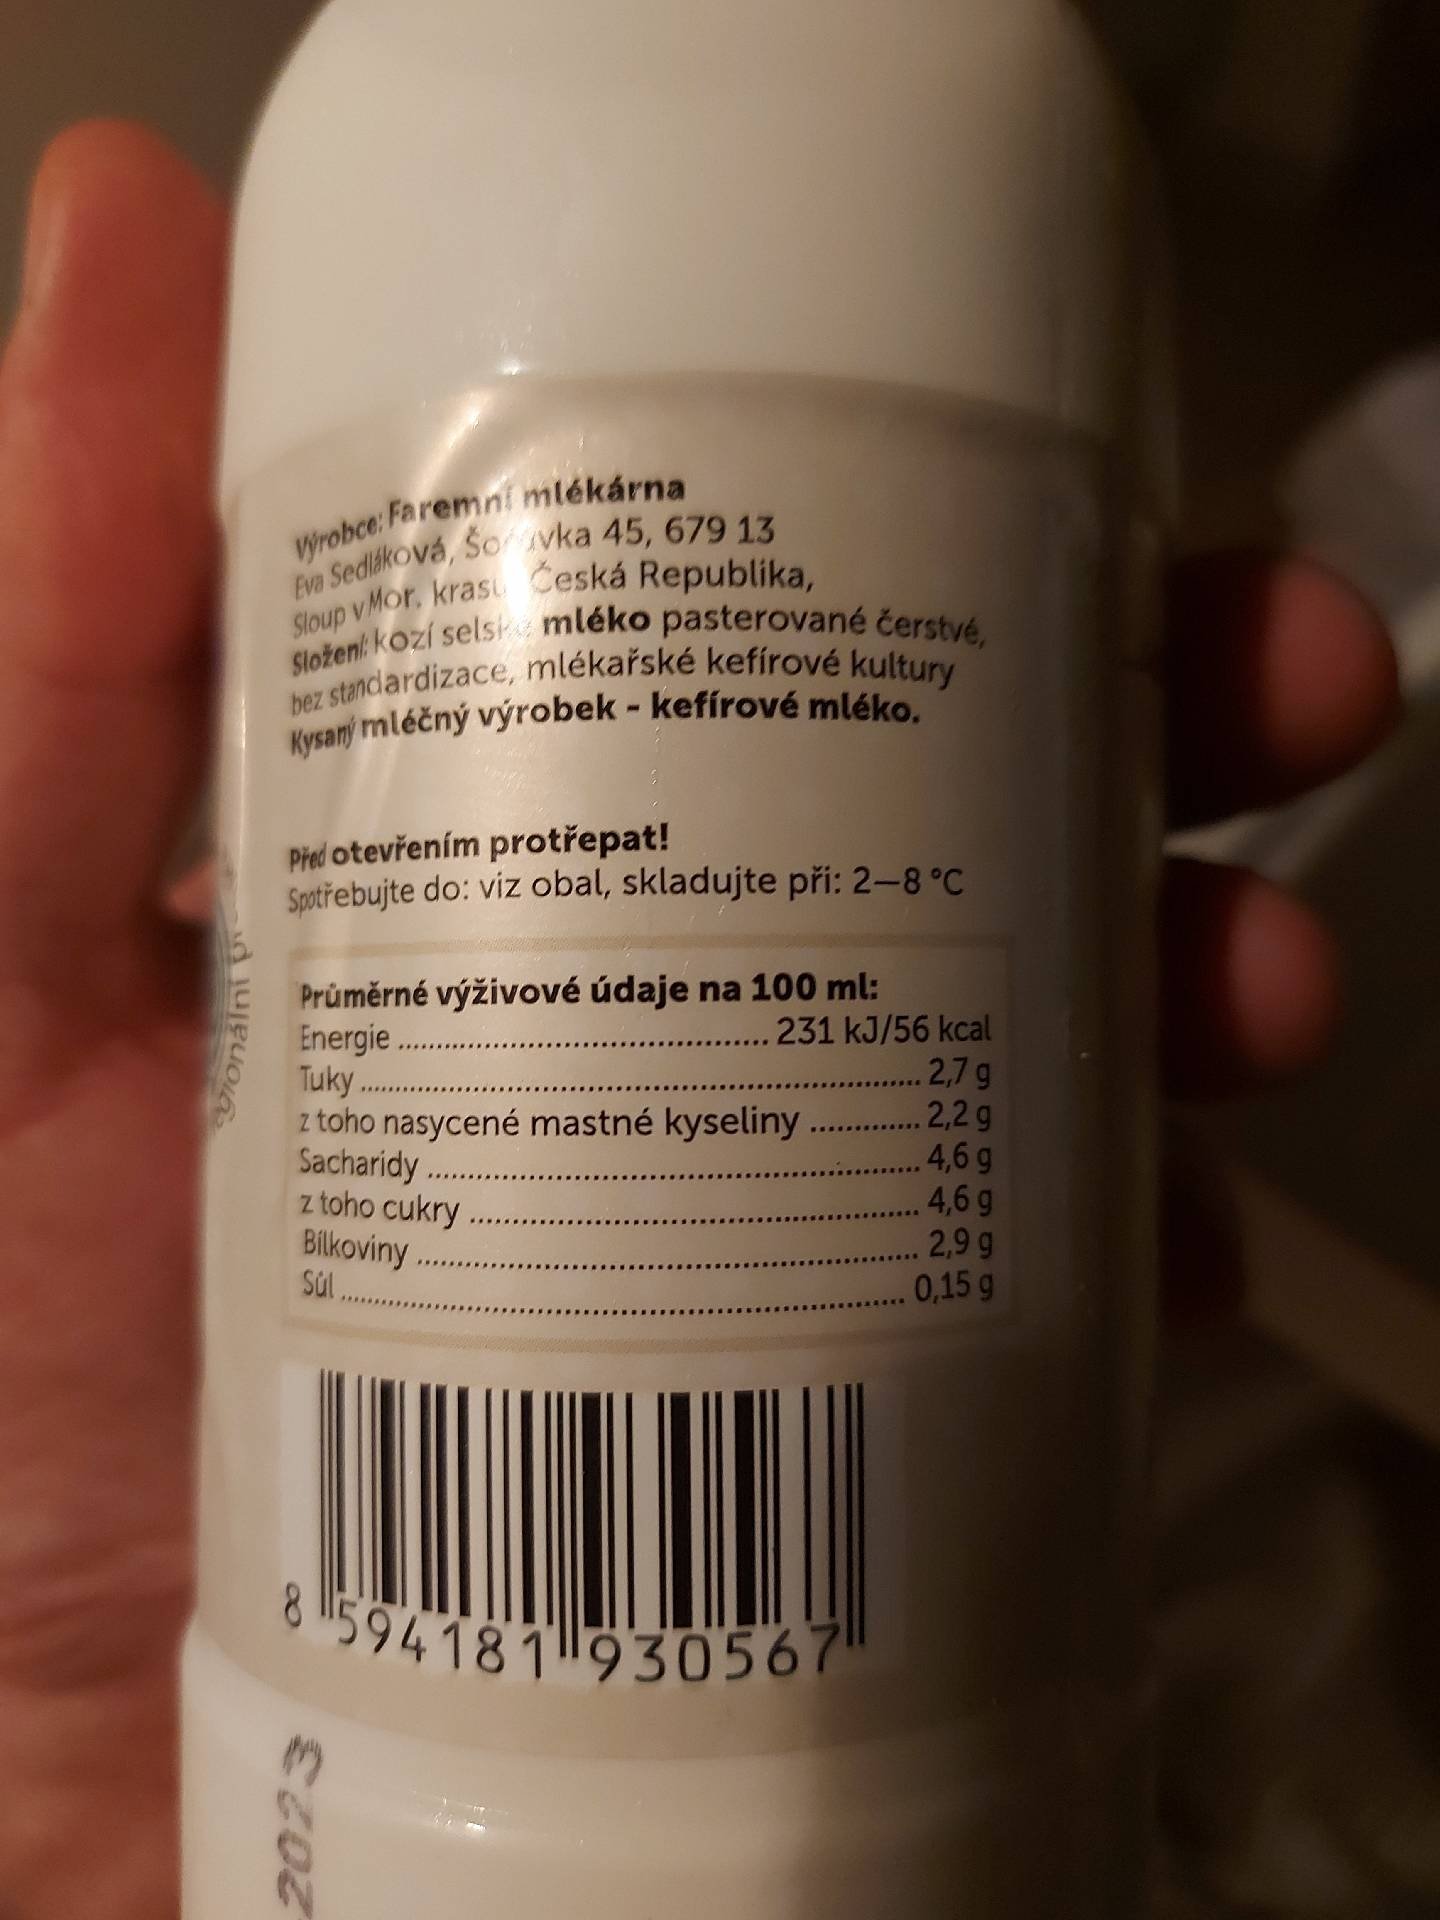 Výrobce: Faremní mlékárna
Eva Sedláková, 45, 679 13
Sloup v Mor. krasu Česká Republika,
Složení: kozí mléko pasterované čerstvé,
bez standardizace, mlékařské kefírové kultury
Kysaný mléčný výrobek - kefírové mléko.
Před otevřením protřepat!
Spotřebujte do: viz obal, skladujte při: 2–8 °C
Průměrné výživové údaje na 100 ml:
Energie ........ 231 kJ/56 kcal
Tuky ........ 2,7 g
z toho nasycené mastné kyseliny ........ 2,2 g
Sacharidy ........ 4,6 g
z toho cukry ........ 4,6 g
Bílkoviny ........ 2,9 g
Sůl ........ 0,15 g
8 594181 930567
2023